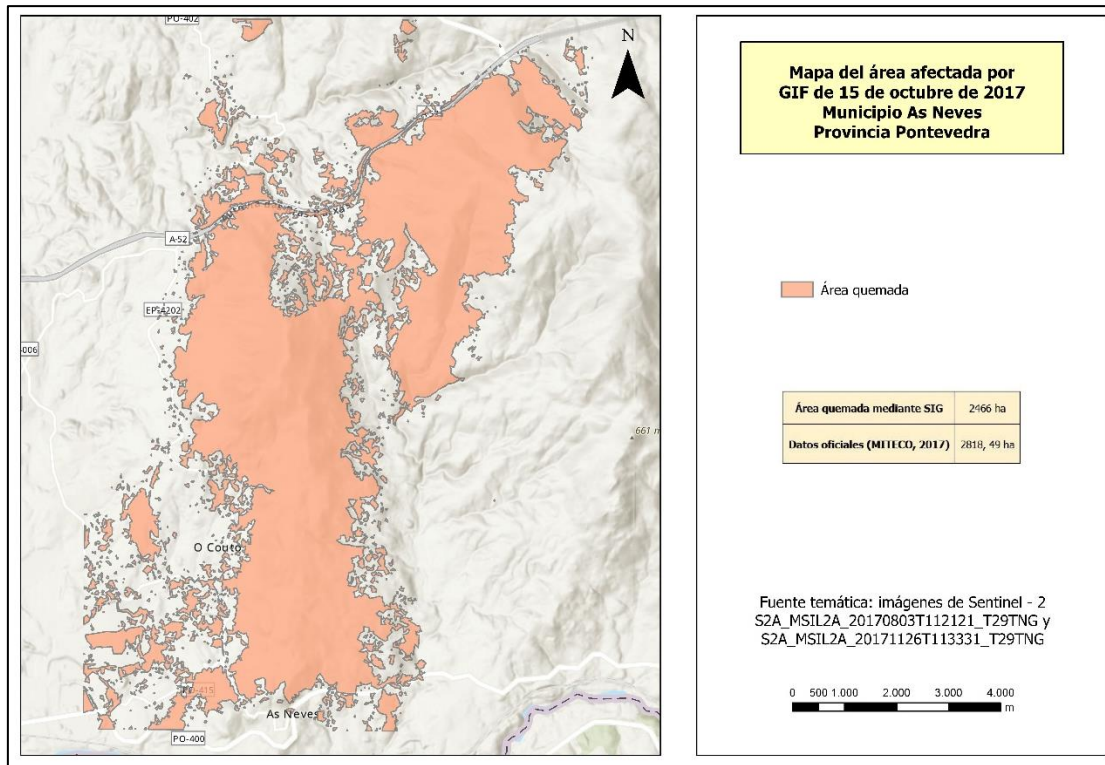 PO-402
N
A-52
EP-4202
-006
661 m
O Couto
PO-415
As Neves
PO-400
Mapa del área afectada por
GIF de 15 de octubre de 2017
Municipio As Neves
Provincia Pontevedra
Área quemada
Área quemada mediante SIG 2466 ha
Datos oficiales (MITECO, 2017) 2818, 49 ha
Fuente temática: imágenes de Sentinel - 2
S2A_MSIL2A_20170803T112121_T29TNG y
S2A_MSIL2A_20171126T113331_T29TNG
0 500 1.000 2.000 3.000 4.000
m